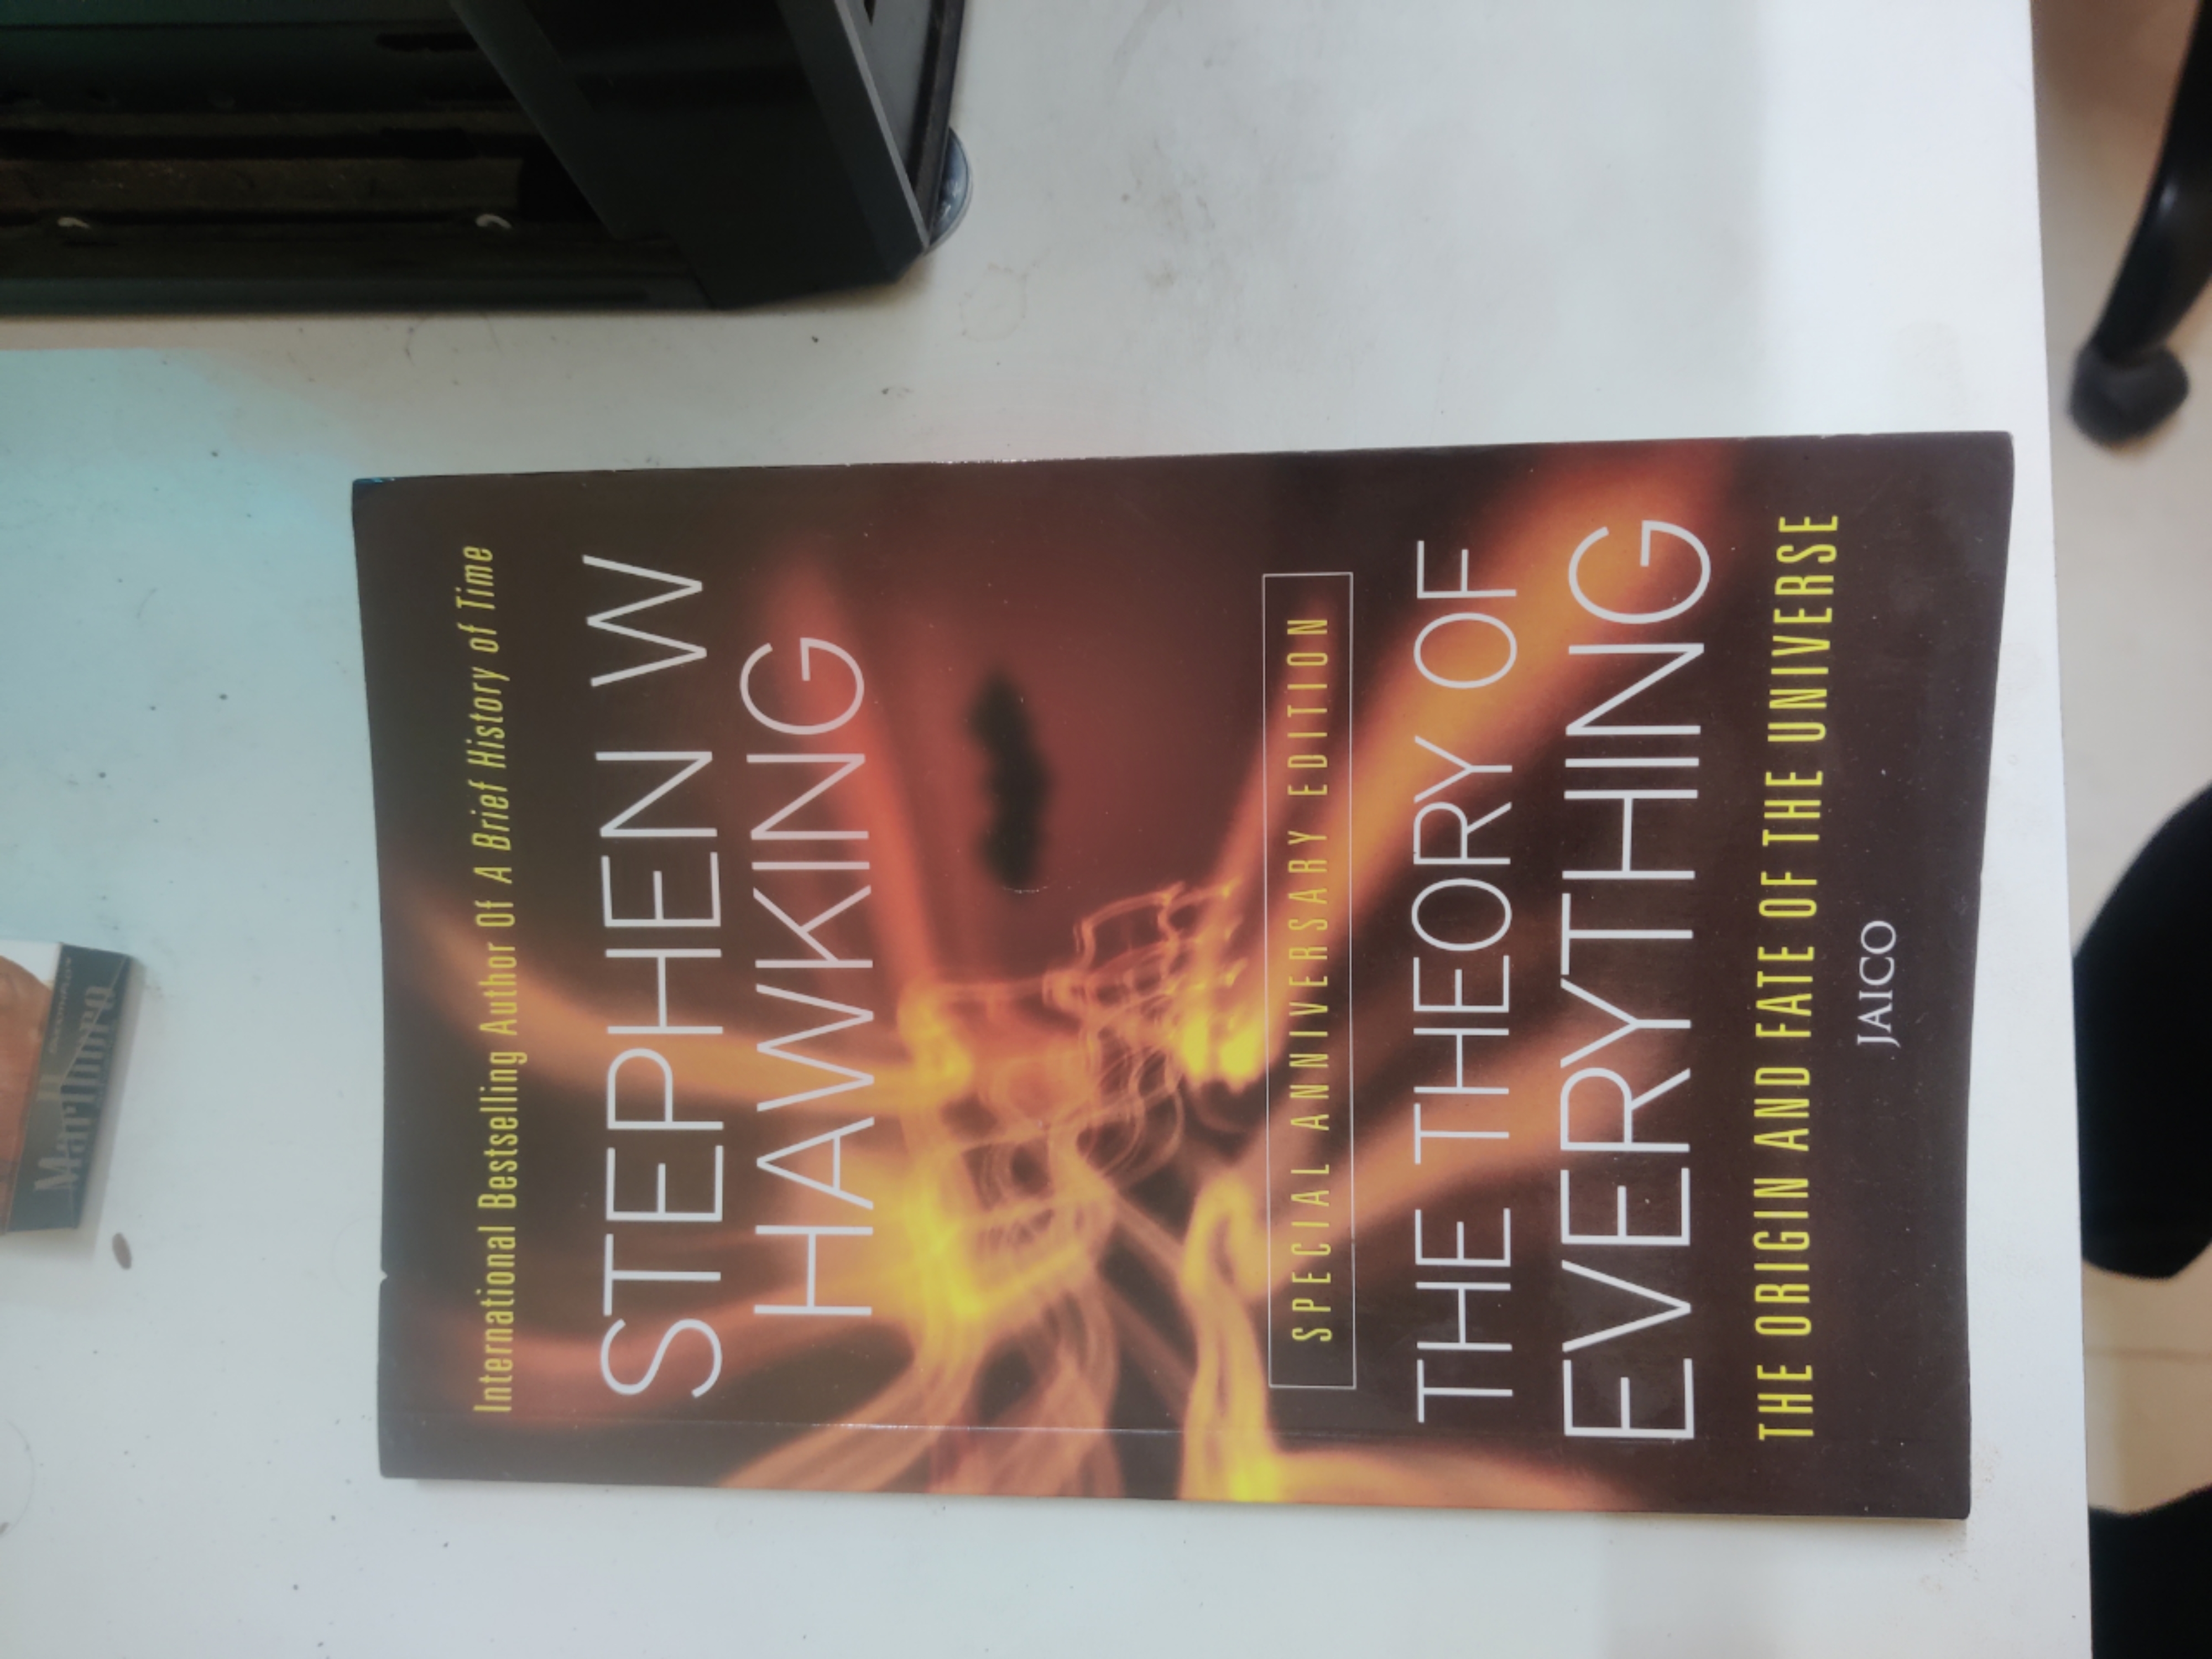 International Bestselling Author Of A Brief History of Time
STEPHEN W
HAWKING
SPECIAL ANNIVERSARY EDITION
THE THEORY OF
EVERYTHING
THE ORIGIN AND FATE OF THE UNIVERSE
JAICO
Marlboro